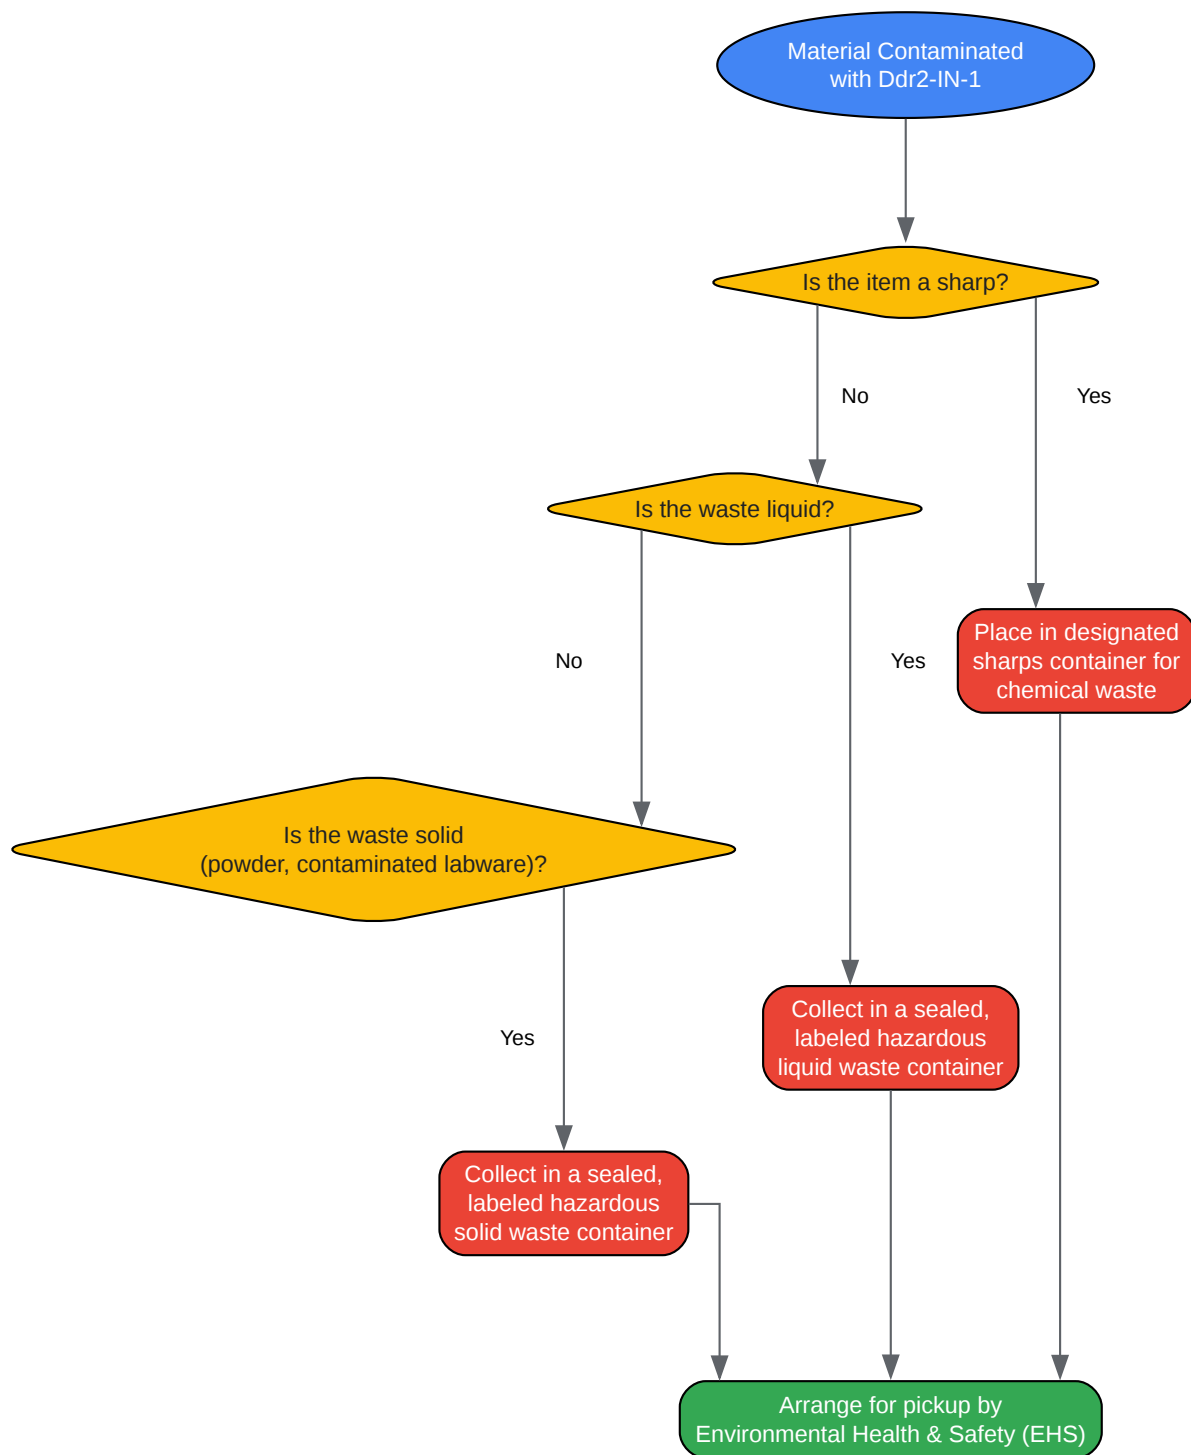 Material Contaminated
with Ddr2-IN-1
Is the item a sharp?
No
Yes
Is the waste liquid?
Place in designated
sharps container for
chemical waste
No
Yes
Is the waste solid
(powder, contaminated labware)?
Collect in a sealed,
labeled hazardous
liquid waste container
Yes
Collect in a sealed,
labeled hazardous
solid waste container
Arrange for pickup by
Environmental Health & Safety (EHS)